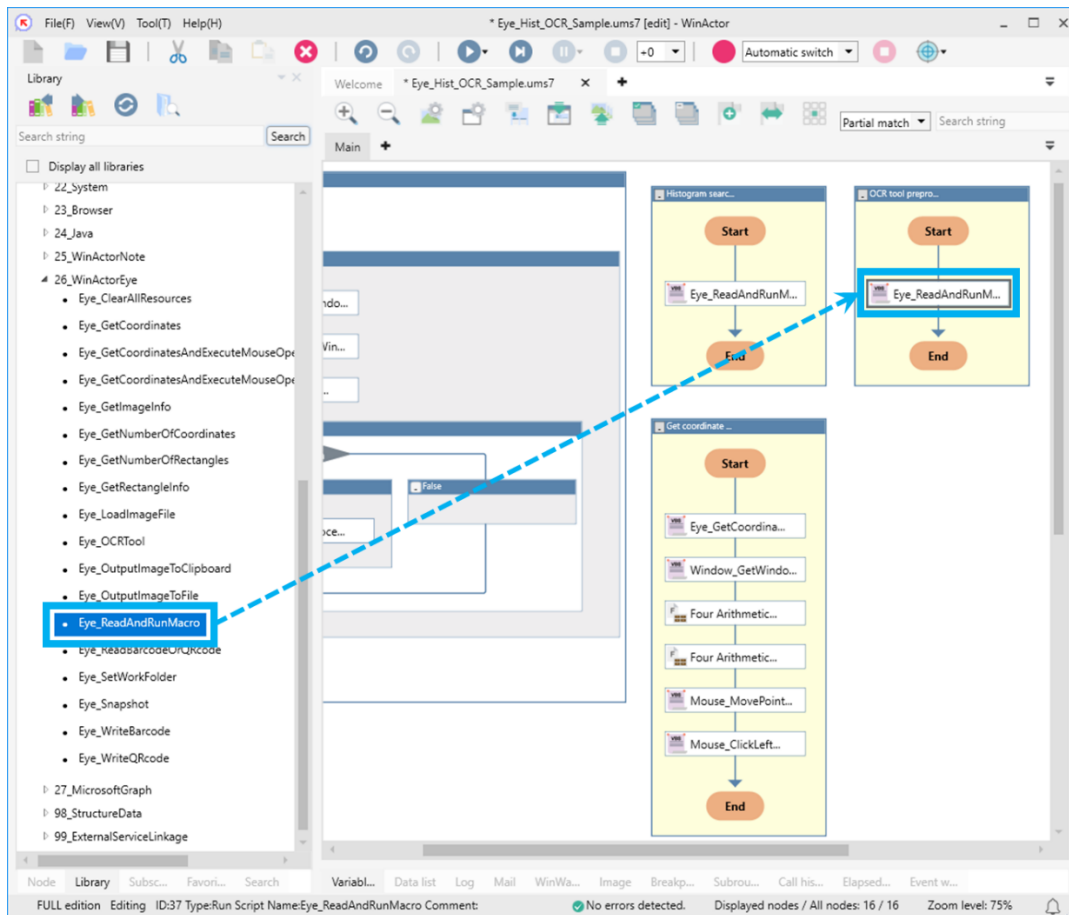 File(F) View(V) Tool(T) Help(H)
* Eye_Hist_OCR_Sample.ums7 [edit] - WinActor
+0
Automatic switch
Library
Search string
Search
Display all libraries
22_System
23_Browser
24_Java
25_WinActorNote
26_WinActorEye
Eye_ClearAllResources
Eye_GetCoordinates
Eye_GetCoordinatesAndExecuteMouseOpe
Eye_GetCoordinatesAndExecuteMouseOpe
Eye_GetImageInfo
Eye_GetNumberOfCoordinates
Eye_GetNumberOfRectangles
Eye_GetRectangleInfo
Eye_LoadImageFile
Eye_OCRTool
Eye_OutputImageToClipboard
Eye_OutputImageToFile
Eye_ReadAndRunMacro
Eye_ReadBarcodeOrQRcode
Eye_SetWorkFolder
Eye_Snapshot
Eye_WriteBarcode
Eye_WriteQRcode
27_MicrosoftGraph
98_StructureData
99_ExternalServiceLinkage
Node Library Subsc... Favori... Search
Welcome * Eye_Hist_OCR_Sample.ums7
Partial match Search string
Main
ndo...
Win...
...
oce...
False
Histogram searc...
Start
Eye_ReadAndRunM...
End
OCR tool prepro...
Start
Eye_ReadAndRunM...
End
Get coordinate ...
Start
Eye_GetCoordina...
Window_GetWindo...
Four Arithmetic...
Four Arithmetic...
Mouse_MovePoint...
Mouse_ClickLeft...
End
Variabl... Data list Log Mail WinWa... Image Breakp... Subrou... Call his... Elapsed... Event w...
FULL edition Editing ID:37 Type:Run Script Name:Eye_ReadAndRunMacro Comment: No errors detected. Displayed nodes / All nodes: 16 / 16 Zoom level: 75%